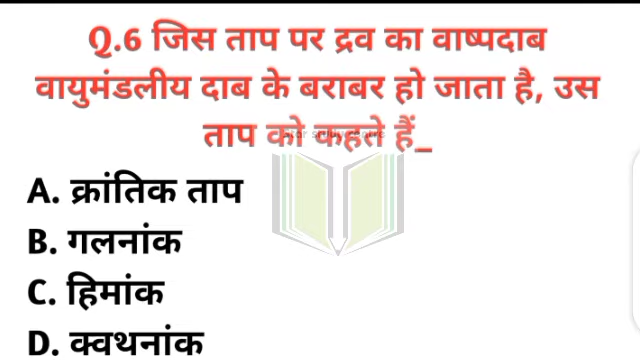 Q.6 जिस ताप पर द्रव का वाष्पदाब
वायुमंडलीय दाब के बराबर हो जाता है, उस
ताप को कहते हैं_
A. क्रांतिक ताप
B. गलनांक
C. हिमांक
D. क्वथनांक